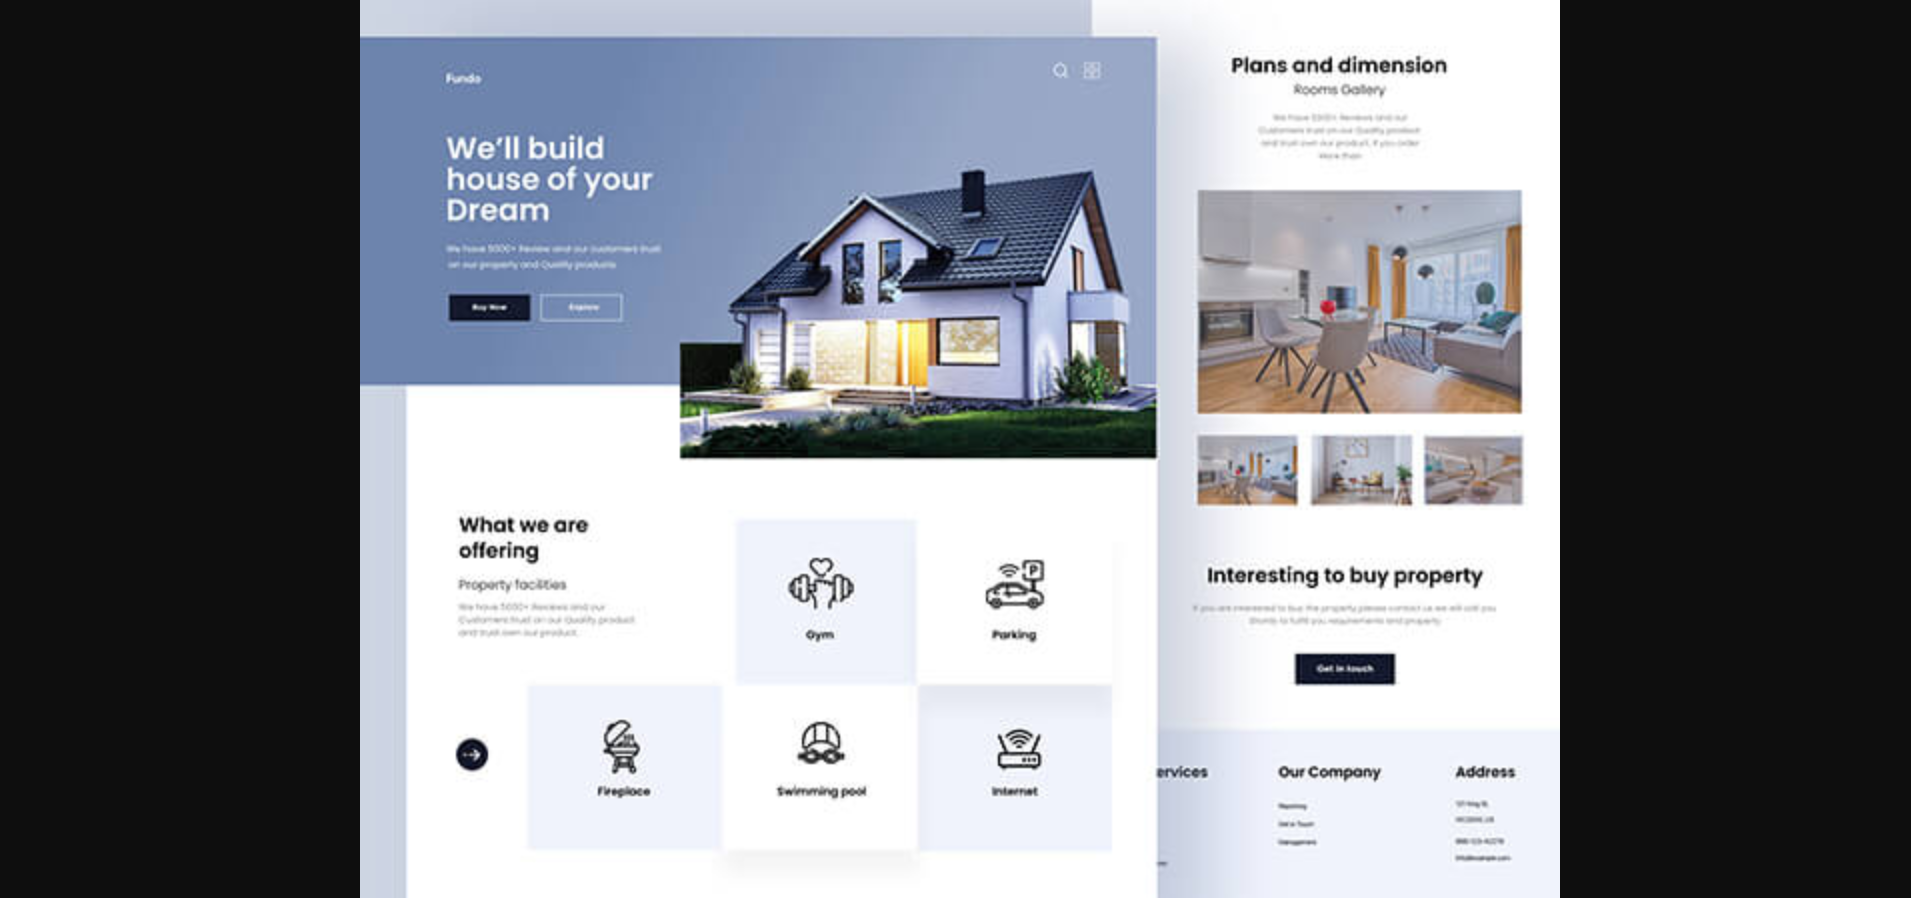 Fundo
We'll build
house of your
Dream
We have 5000+ Review and our customers trust
on our property and Quality products
Buy Now
Explore
What we are
offering
Property facilities
We have 5000+ Reviews and our
Customers trust on our Quality product
and trust own our product.
Gym
Parking
P
Fireplace
Swimming pool
Internet
Plans and dimension
Rooms Gallery
We have 5000+ Reviews and our
Customers trust on our Quality product
and trust own our product, if you order
More than
Interesting to buy property
If you are interested to buy the property please contact us we will call you
Shortly to fulfill you requirements and property
Get in touch
ervices
Our Company
Reporting
Get in Touch
Management
Address